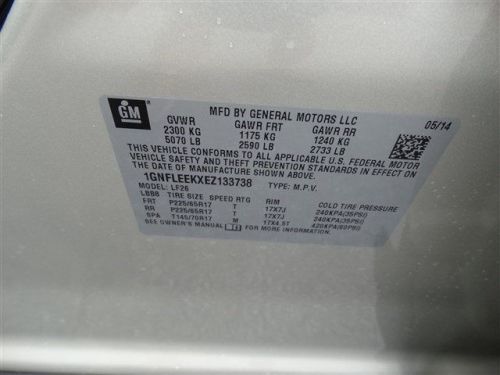 GM
MFD BY GENERAL MOTORS LLC
05/14
GVWR GAWR FRT GAWR RR
2300 KG 1175 KG 1240 KG
5070 LB 2590 LB 2733 LB
THIS VEHICLE CONFORMS TO ALL APPLICABLE U.S. FEDERAL MOTOR
VEHICLE SAFETY AND THEFT PREVENTION STANDARDS IN EFFECT ON
THE DATE OF MANUFACTURE SHOWN ABOVE.
1GNFLEEKXEZ133738 TYPE: M.P.V.
MODEL: LF26
TIRE SIZE SPEED RTG RIM COLD TIRE PRESSURE
FRT P225/65R17 T 17X7J 240KPA(35PSI)
RR P225/65R17 T 17X7J 240KPA(35PSI)
SPA T145/70R17 M 17X4.5T 420KPA(60PSI)
SEE OWNER'S MANUAL FOR MORE INFORMATION.